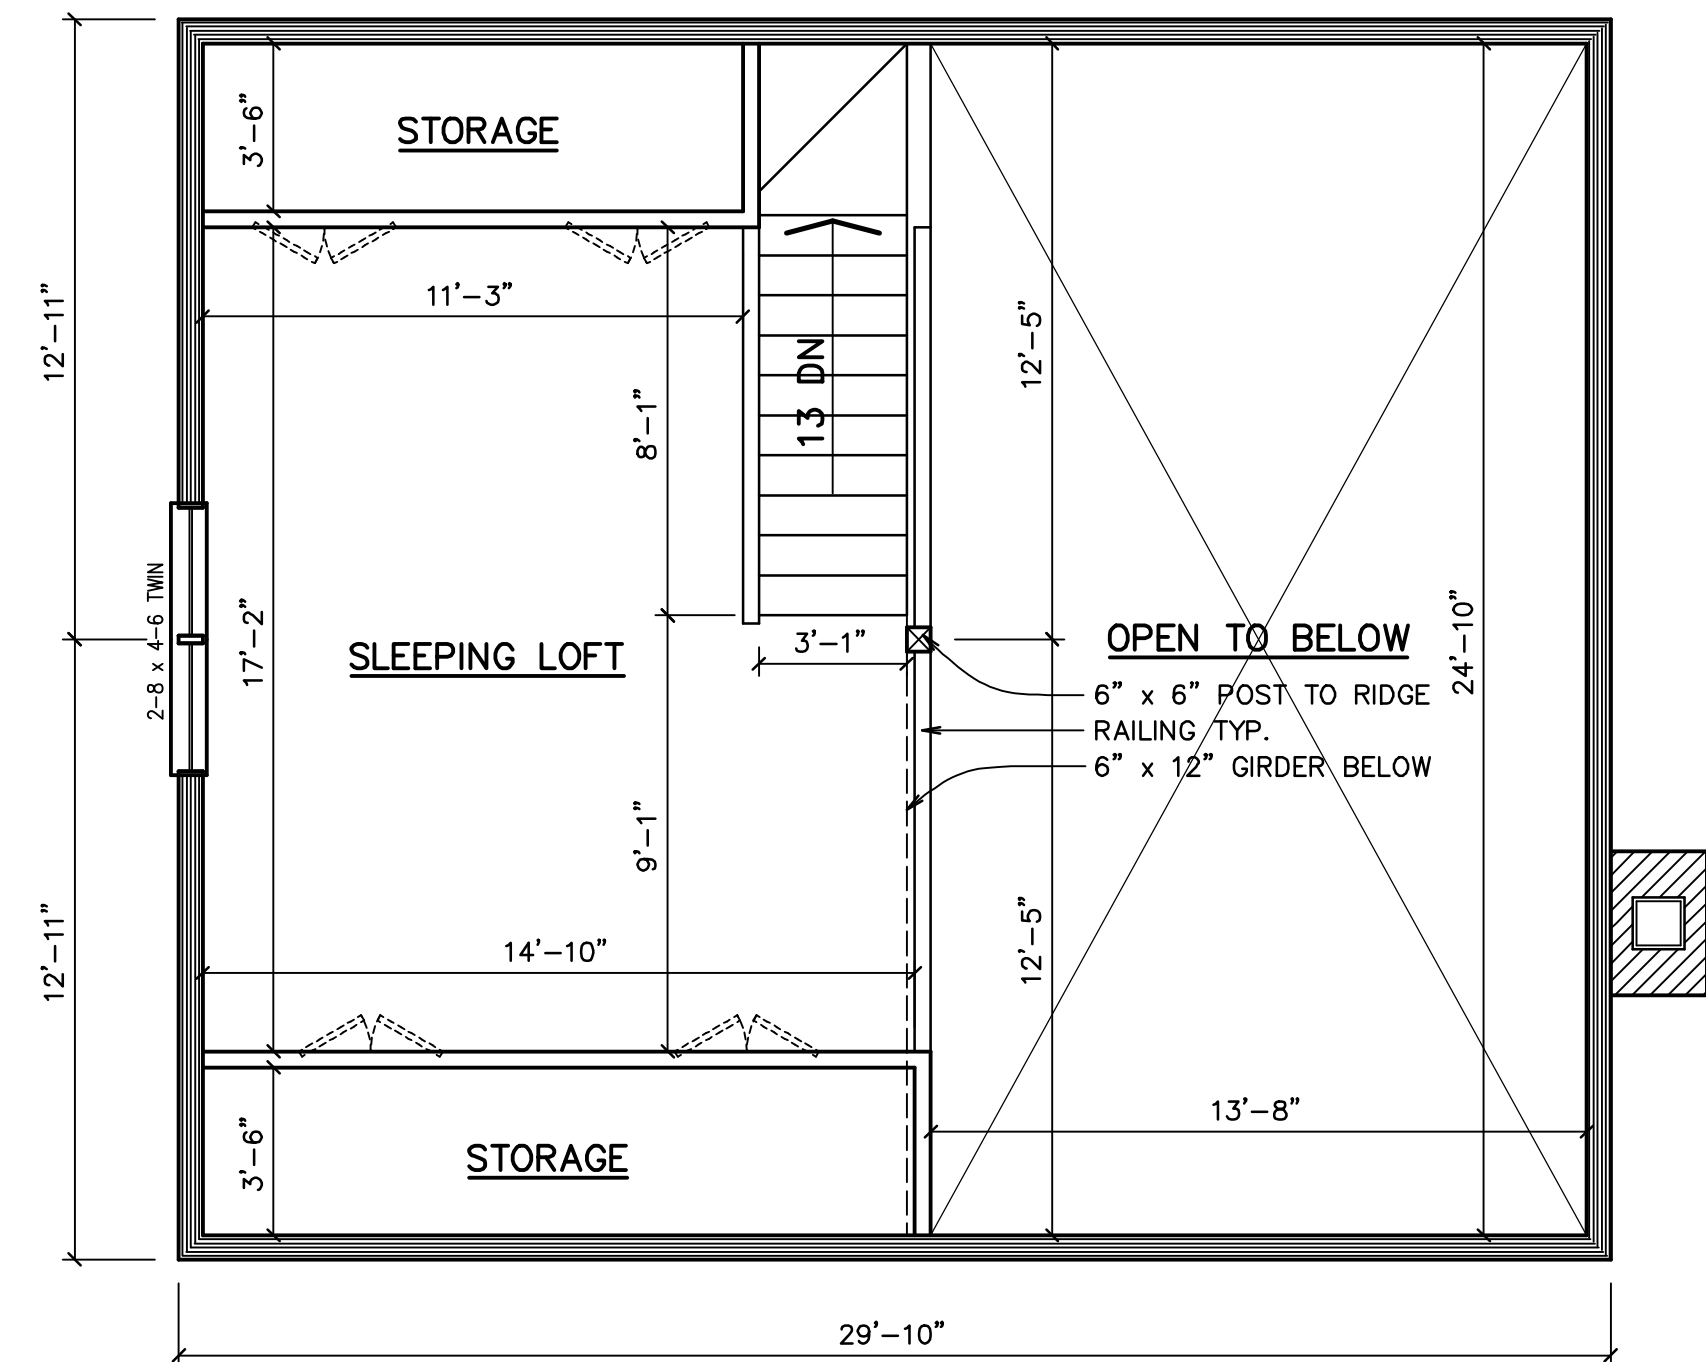 3'-6"
STORAGE
12'-11"
11'-3"
12'-5"
13 DN
8'-1"
2-8 x 4-6 TWIN
17'-2"
SLEEPING LOFT
3'-1"
OPEN TO BELOW
24'-10"
6" x 6" POST TO RIDGE
RAILING TYP.
6" x 12" GIRDER BELOW
9'-1"
12'-11"
14'-10"
12'-5"
13'-8"
3'-6"
STORAGE
29'-10"